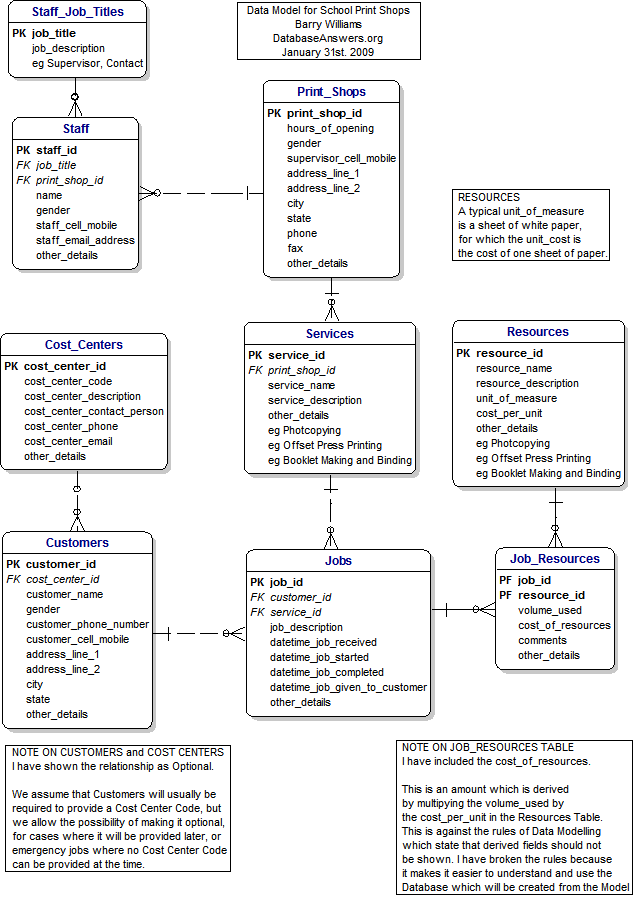 Staff_Job_Titles
PK job_title
job_description
eg Supervisor, Contact
Data Model for School Print Shops
Barry Williams
DatabaseAnswers.org
January 31st. 2009
Print_Shops
PK print_shop_id
hours_of_opening
gender
supervisor_cell_mobile
address_line_1
address_line_2
city
state
phone
fax
other_details
Staff
PK staff_id
FK job_title
FK print_shop_id
name
gender
staff_cell_mobile
staff_email_address
other_details
RESOURCES
A typical unit_of_measure
is a sheet of white paper,
for which the unit_cost is
the cost of one sheet of paper.
Cost_Centers
PK cost_center_id
cost_center_code
cost_center_description
cost_center_contact_person
cost_center_phone
cost_center_email
other_details
Services
PK service_id
FK print_shop_id
service_name
service_description
other_details
eg Photcopying
eg Offset Press Printing
eg Booklet Making and Binding
Resources
PK resource_id
resource_name
resource_description
unit_of_measure
cost_per_unit
other_details
eg Photcopying
eg Offset Press Printing
eg Booklet Making and Binding
Customers
PK customer_id
FK cost_center_id
customer_name
gender
customer_phone_number
customer_cell_mobile
address_line_1
address_line_2
city
state
other_details
Jobs
PK job_id
FK customer_id
FK service_id
job_description
datetime_job_received
datetime_job_started
datetime_job_completed
datetime_job_given_to_customer
other_details
Job_Resources
PF job_id
PF resource_id
volume_used
cost_of_resources
comments
other_details
NOTE ON CUSTOMERS and COST CENTERS
I have shown the relationship as Optional.
We assume that Customers will usually be
required to provide a Cost Center Code, but
we allow the possibility of making it optional,
for cases where it will be provided later, or
emergency jobs where no Cost Center Code
can be provided at the time.
NOTE ON JOB_RESOURCES TABLE
I have included the cost_of_resources.
This is an amount which is derived
by multipying the volume_used by
the cost_per_unit in the Resources Table.
This is against the rules of Data Modelling
which state that derived fields should not
be shown. I have broken the rules because
it makes it easier to understand and use the
Database which will be created from the Model